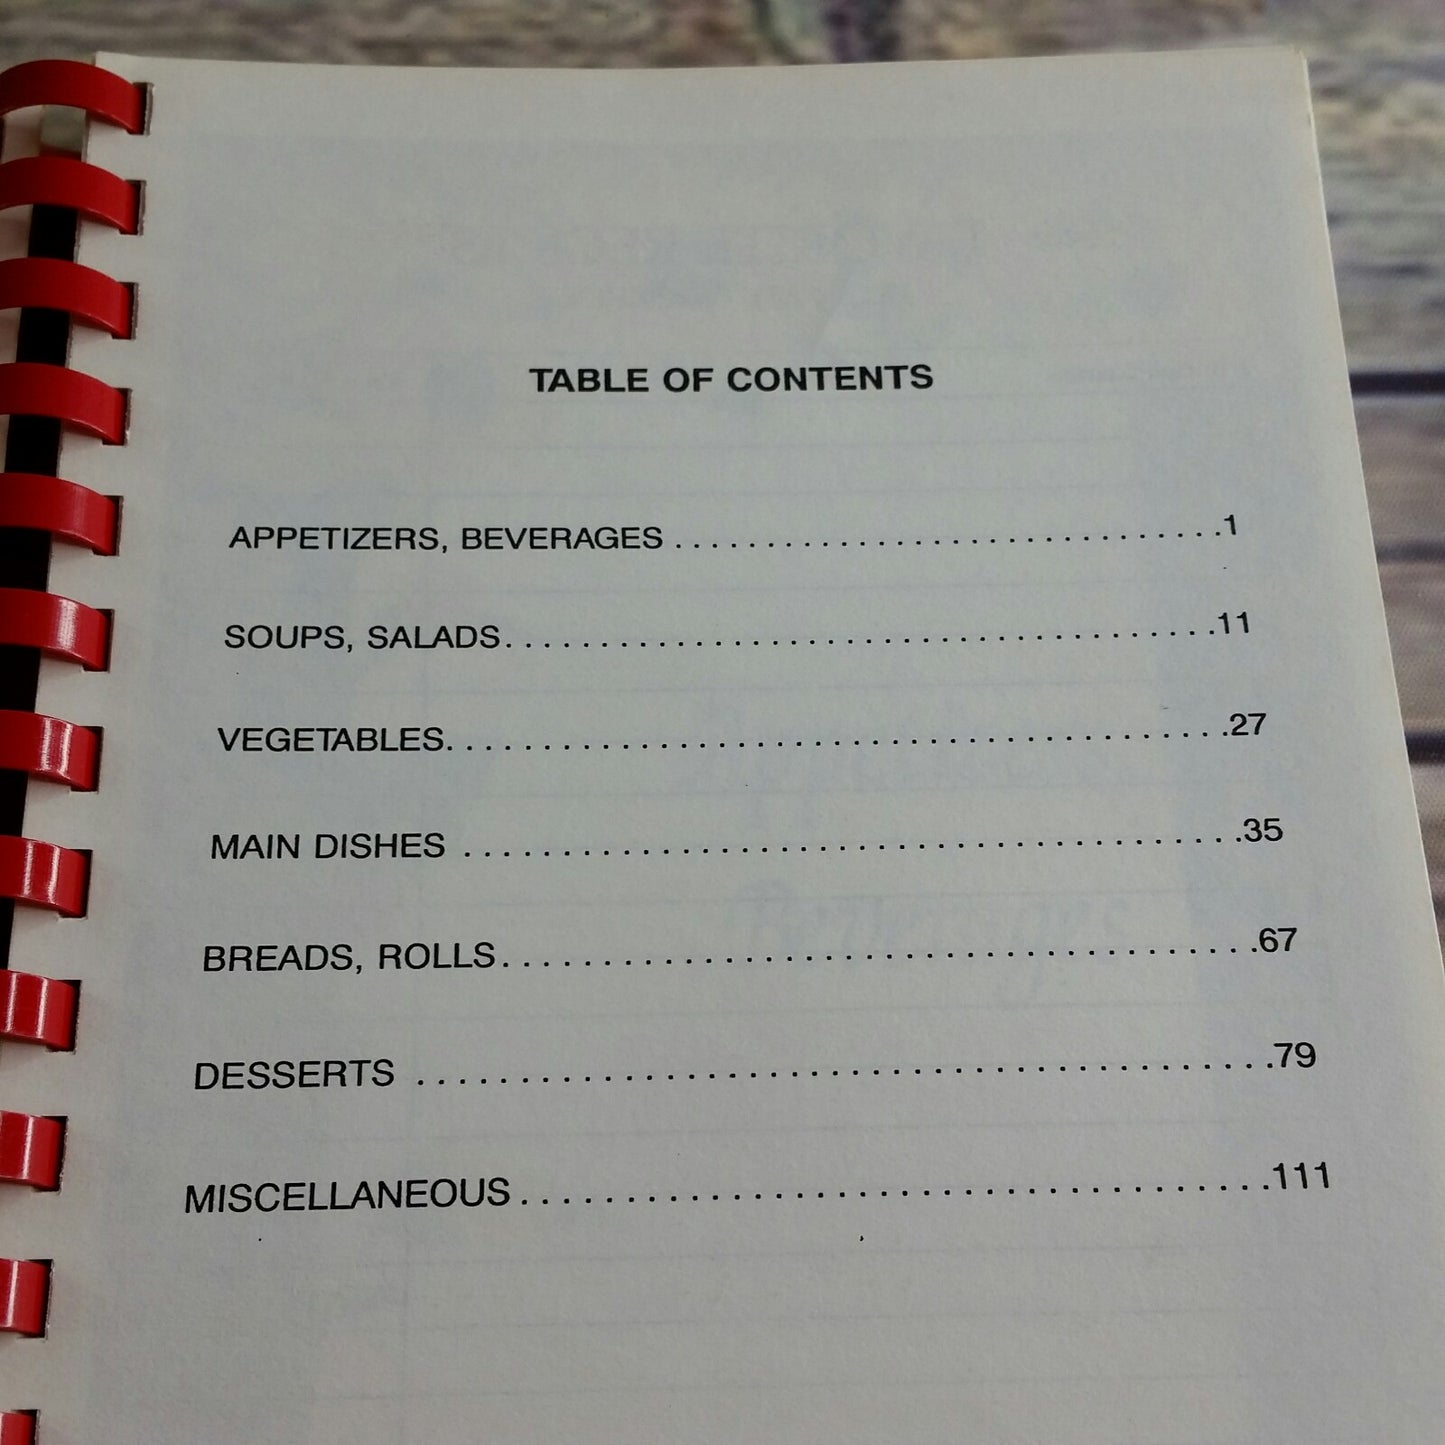 TABLE OF CONTENTS
APPETIZERS, BEVERAGES ...............................1
SOUPS, SALADS.....................................11
VEGETABLES........................................27
MAIN DISHES .......................................35
BREADS, ROLLS......................................67
DESSERTS ..........................................79
MISCELLANEOUS ....................................111